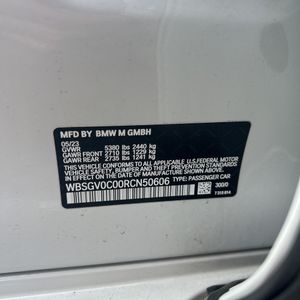 MFD BY BMW M GMBH
05/23
GVWR 5380 lbs 2440 kg
GAWR FRONT 2710 lbs 1229 kg
GAWR REAR 2735 lbs 1241 kg
THIS VEHICLE CONFORMS TO ALL APPLICABLE U.S. FEDERAL MOTOR
VEHICLE SAFETY, BUMPER, AND THEFT PREVENTION STANDARDS
IN EFFECT ON THE DATE OF MANUFACTURE SHOWN ABOVE.
WBSGV0C00RCN50606 TYPE: PASSENGER CAR
300/0